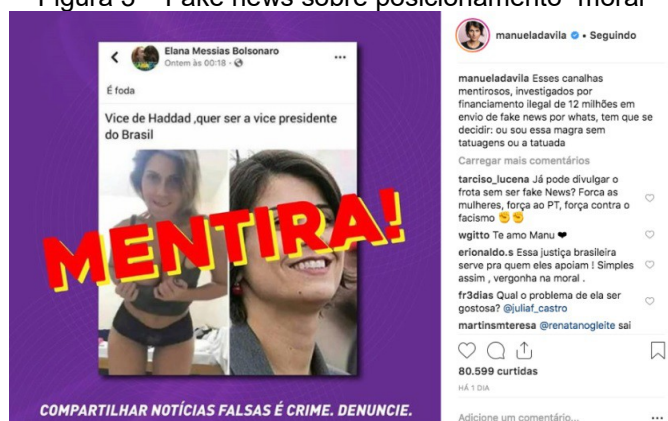 Figura 5 – Fake news sobre posicionamento "moral"
Elana Messias Bolsonaro
Ontem às 00:18 ·
É foda
Vice de Haddad ,quer ser a vice presidente
do Brasil
MENTIRA!
COMPARTILHAR NOTÍCIAS FALSAS É CRIME. DENUNCIE.
manueladavila • Seguindo
manueladavila Esses canalhas
mentirosos, investigados por
financiamento ilegal de 12 milhões em
envio de fake news por whats, tem que se
decidir: ou sou essa magra sem
tatuagens ou a tatuada
Carregar mais comentários
tarciso_lucena Já pode divulgar o
frota sem ser fake News? Forca as
mulheres, força ao PT, força contra o
facismo
wgitto Te amo Manu
erionaldo.s Essa justiça brasileira
serve pra quem eles apoiam ! Simples
assim , vergonha na moral .
fr3dias Qual o problema de ela ser
gostosa? @juliaf_castro
martinsmteresa @renatanogleite sai
80.599 curtidas
HÁ 1 DIA
Adicione um comentário...